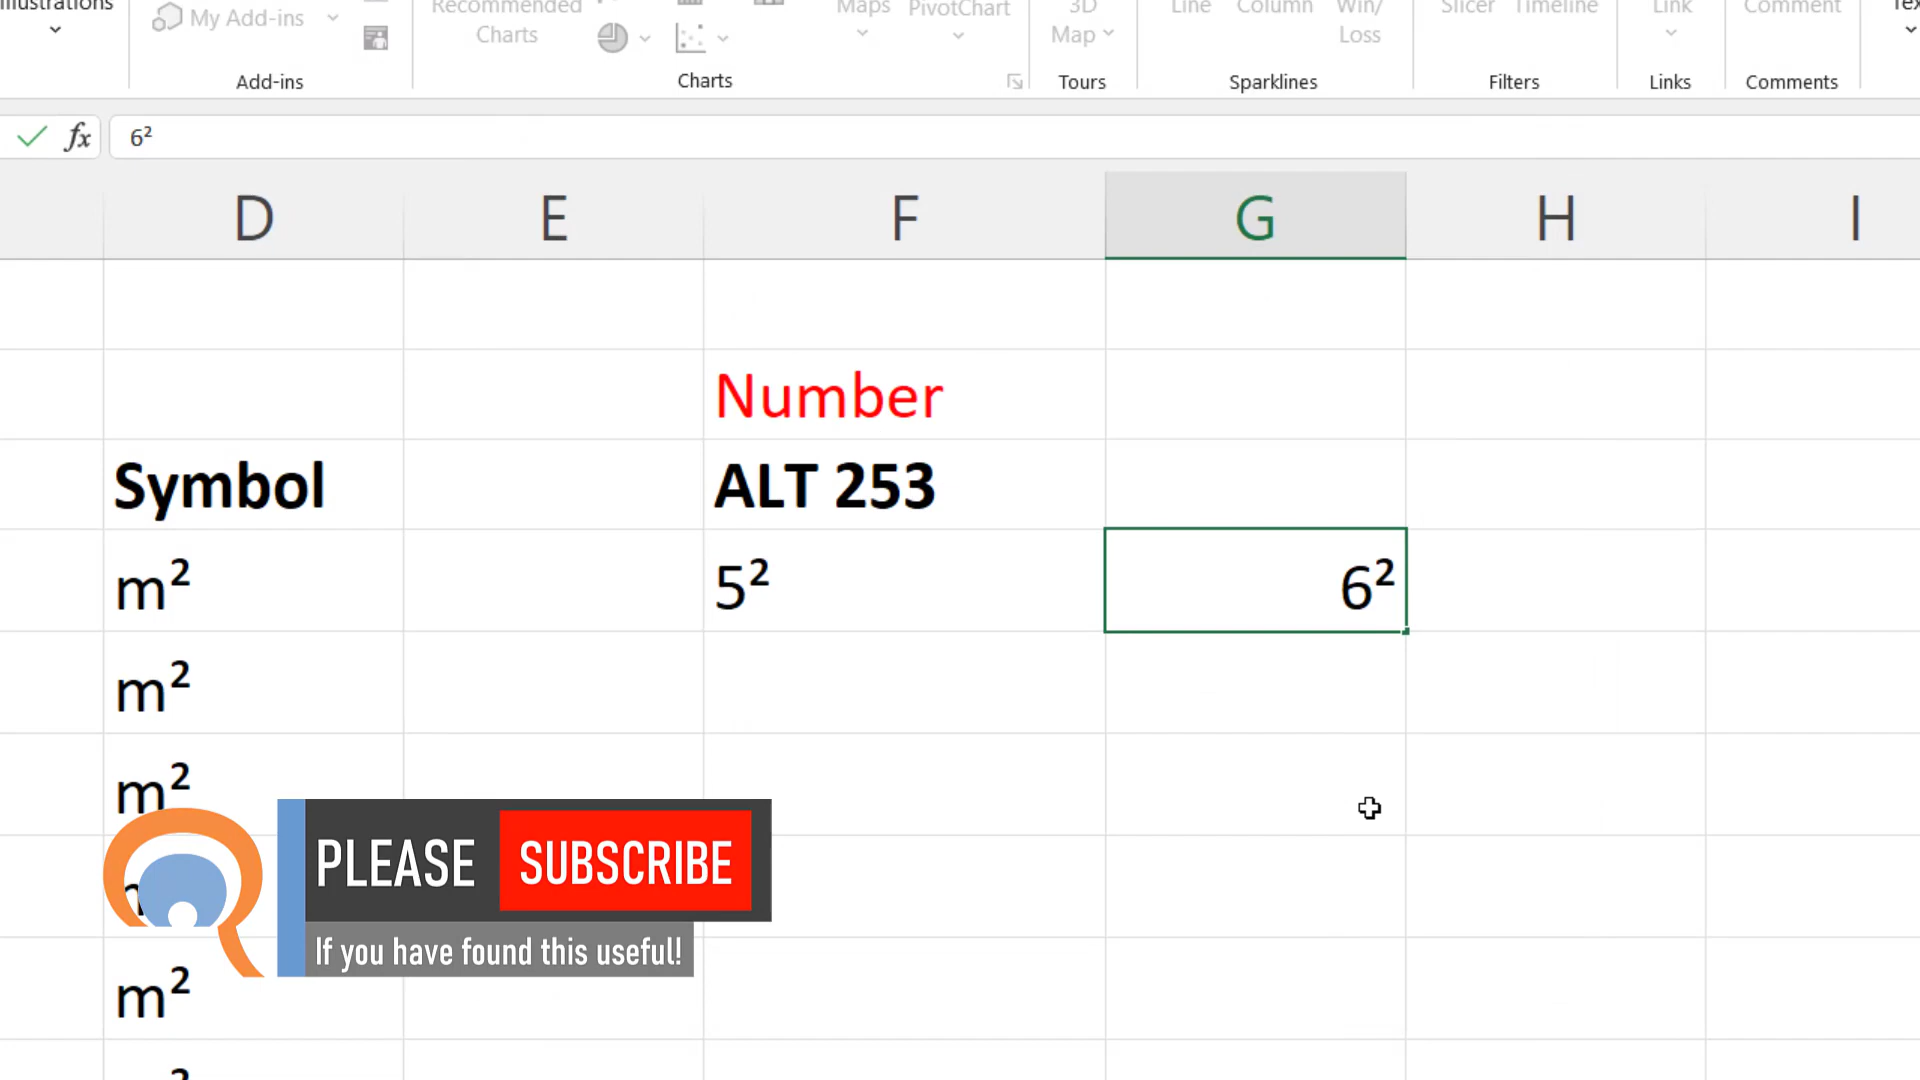 My Add-ins
Recommended
Charts
Maps
PivotChart
3D
Map
Line
Column
Win/
Loss
Slicer
Timeline
Link
Comment
Add-ins
Charts
Tours
Sparklines
Filters
Links
Comments
fx 6²
D E F G H I
Number
Symbol ALT 253
m² 5² 6²
m²
m²
PLEASE SUBSCRIBE
If you have found this useful!
m²